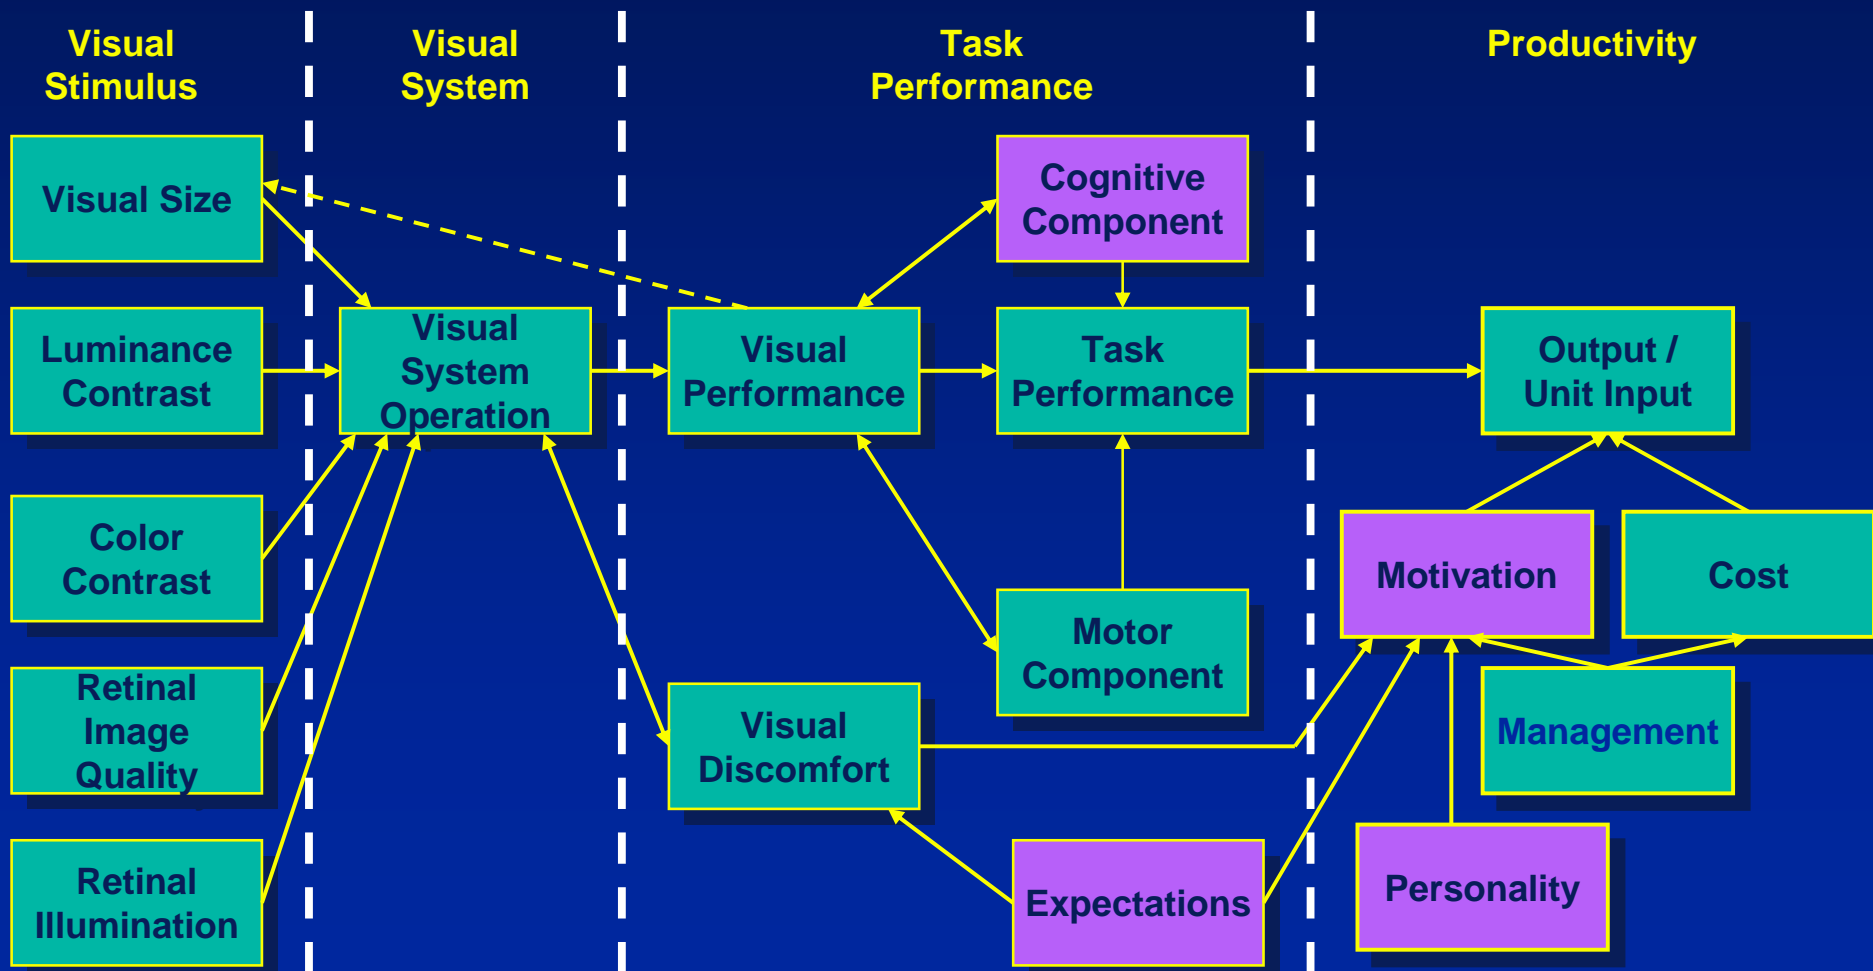 Visual
Stimulus
Visual
System
Task
Performance
Productivity
Visual Size
Luminance
Contrast
Color
Contrast
Retinal
Image
Quality
Retinal
Illumination
Visual
System
Operation
Visual
Performance
Visual
Discomfort
Cognitive
Component
Task
Performance
Motor
Component
Expectations
Output /
Unit Input
Motivation
Cost
Management
Personality